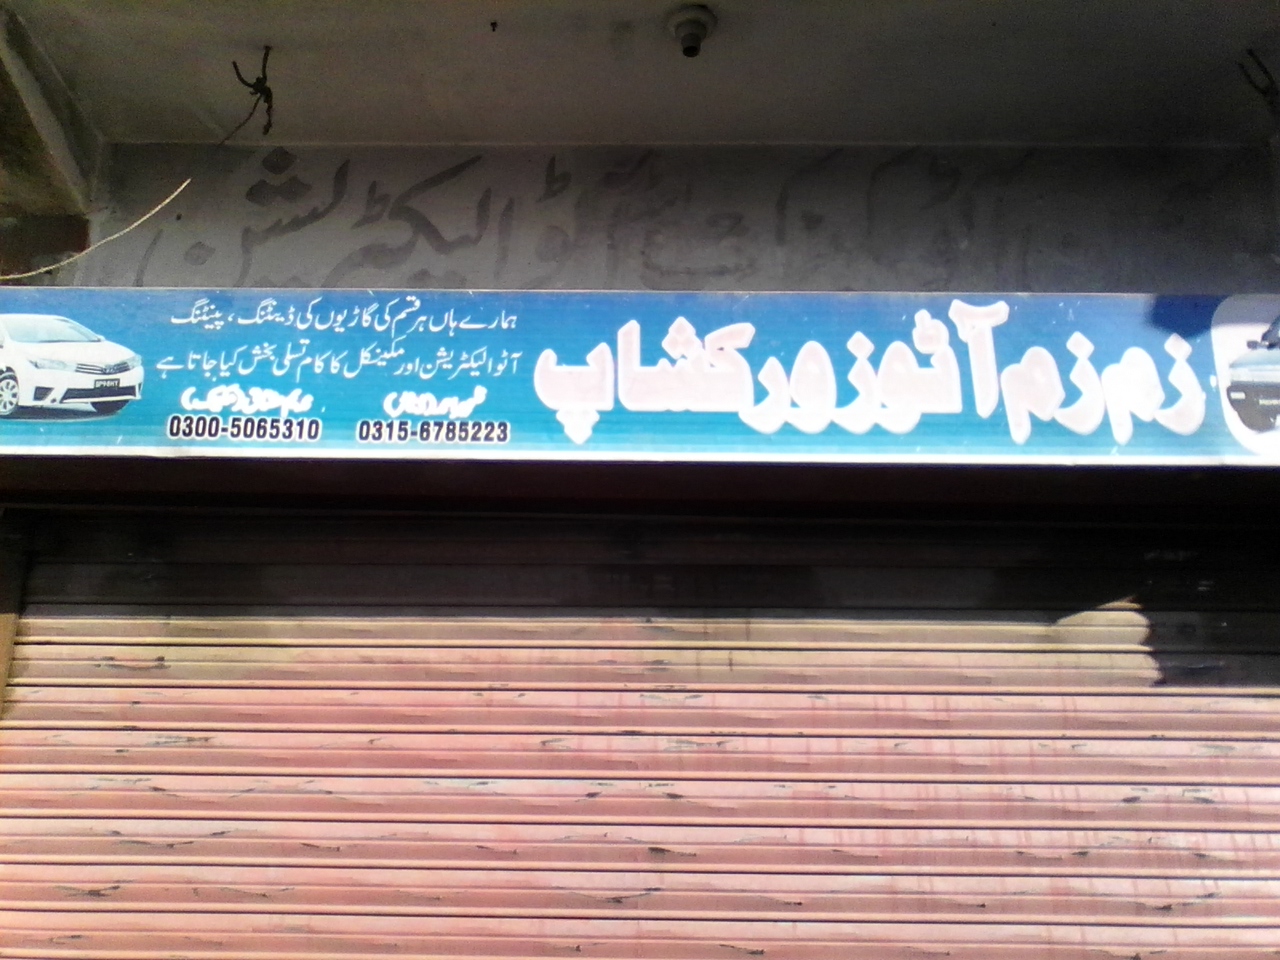 آٹو الیکٹریشن
زم زم آٹوز ورکشاپ
ہمارے ہاں ہر قسم کی گاڑیوں کی ڈینٹنگ ، پینٹنگ
آٹو الیکٹریشن اور مکینکل کا کام تسلی بخش کیا جاتا ہے
0315-6785223 0300-5065310